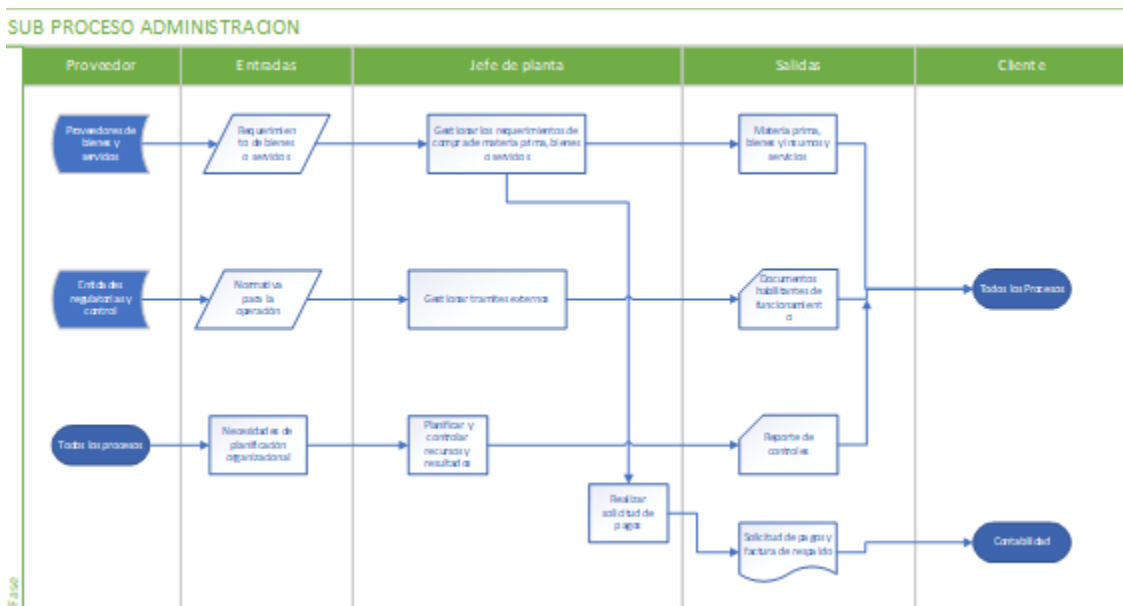 SUB PROCESO ADMINISTRACION
Proveedor
Entradas
Jefe de planta
Salidas
Cliente
Proveedores de
bienes y
servicios
Requerimien
to de bienes
o servicios
Gestionar los requerimientos de
compra de materia prima, bienes
o servicios
Materia prima,
bienes y insumos y
servicios
Entidades
regulatorias y
control
Normativa
para la
operación
Gestionar tramites externos
Documentos
habilitantes de
funcionamient
o
Todos los Procesos
Todos los procesos
Necesidades de
planificación
organizacional
Planificar y
controlar
recursos y
resultados
Reporte de
controles
Realizar
solicitud de
pagos
Solicitud de pagos y
factura de respaldo
Contabilidad
Fase